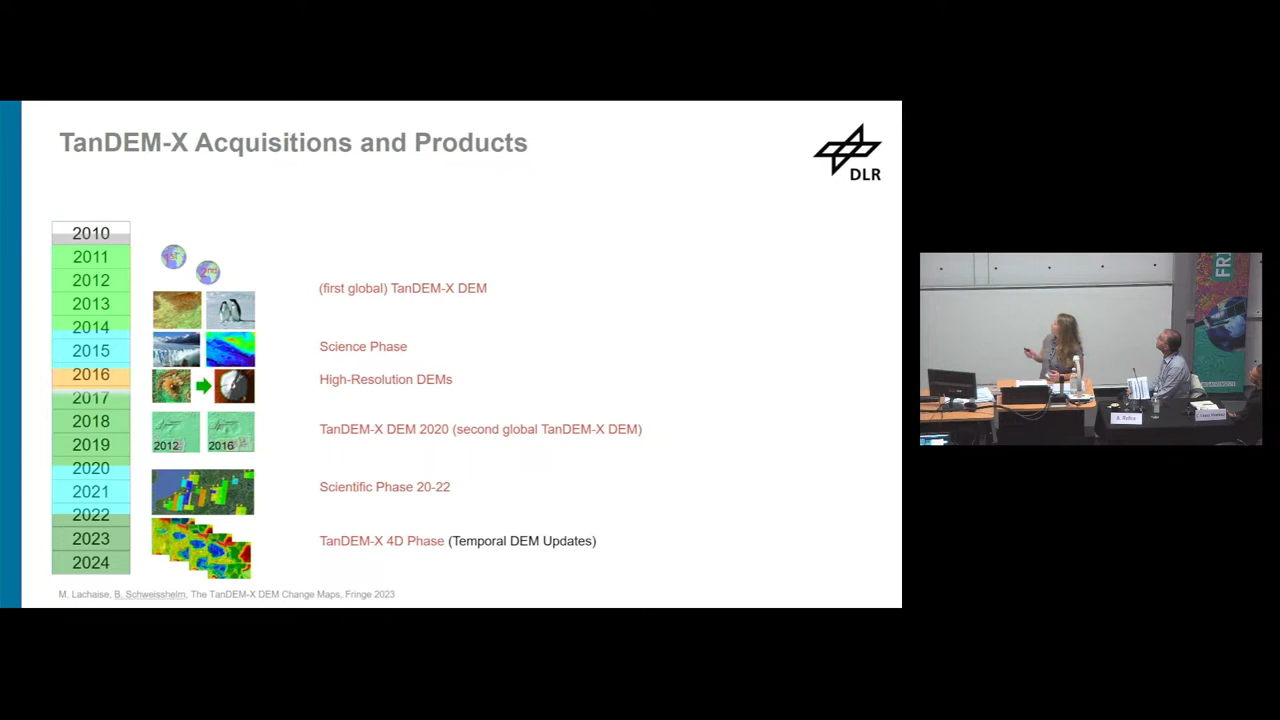 TanDEM-X Acquisitions and Products
DLR
2010
2011
2012
2013
2014
2015
2016
2017
2018
2019
2020
2021
2022
2023
2024
1st
2nd
2012
2016
(first global) TanDEM-X DEM
Science Phase
High-Resolution DEMs
TanDEM-X DEM 2020 (second global TanDEM-X DEM)
Scientific Phase 20-22
TanDEM-X 4D Phase (Temporal DEM Updates)
M. Lachaise, B. Schweisshelm, The TanDEM-X DEM Change Maps, Fringe 2023
FRI